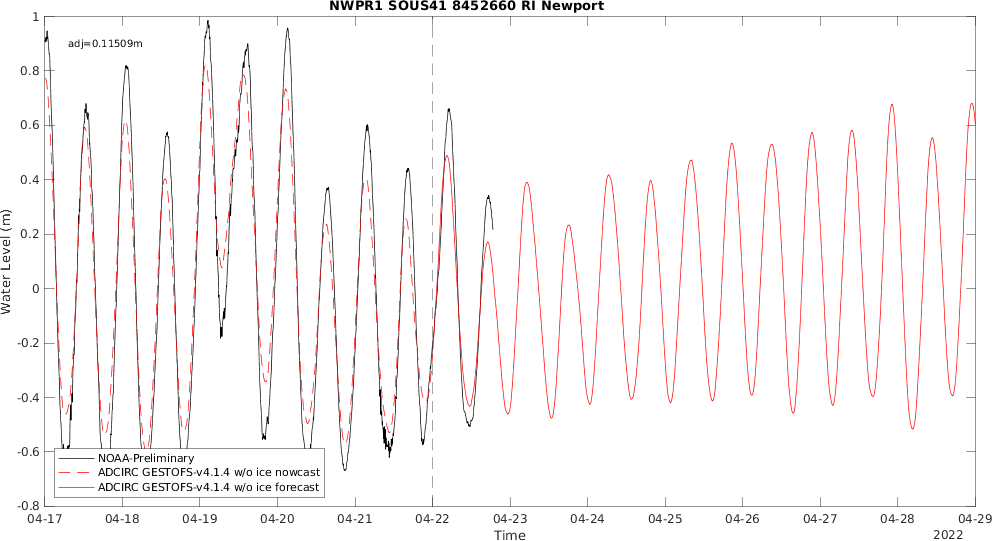 NWPR1 SOUS41 8452660 RI Newport
adj=0.11509m
1
0.8
0.6
0.4
0.2
0
-0.2
-0.4
-0.6
-0.8
Water Level (m)
NOAA-Preliminary
ADCIRC GESTOFS-v4.1.4 w/o ice nowcast
ADCIRC GESTOFS-v4.1.4 w/o ice forecast
04-17 04-18 04-19 04-20 04-21 04-22 04-23 04-24 04-25 04-26 04-27 04-28 04-29
Time
2022